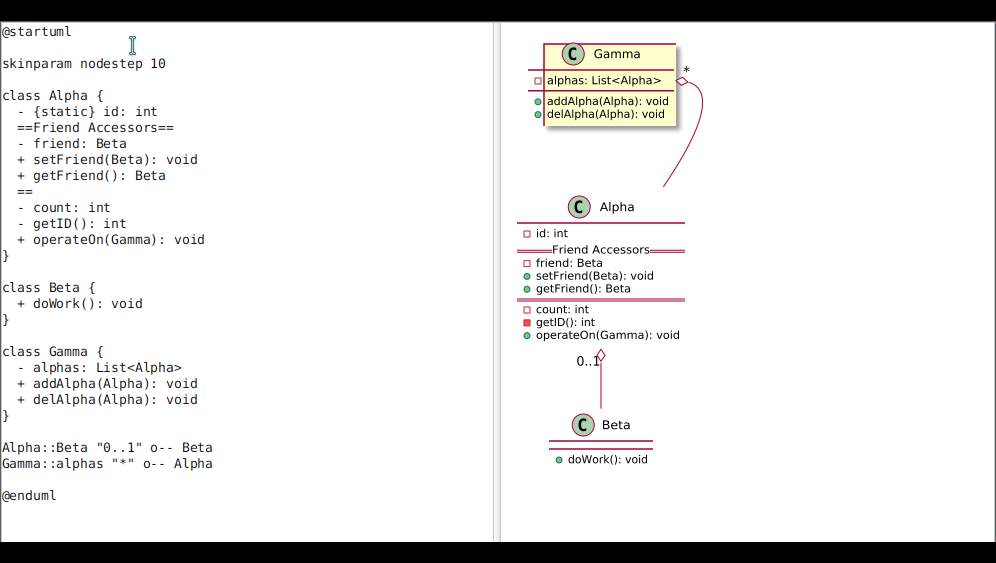 @startuml
skinparam nodestep 10
class Alpha {
- {static} id: int
==Friend Accessors==
- friend: Beta
+ setFriend(Beta): void
+ getFriend(): Beta
==
- count: int
- getID(): int
+ operateOn(Gamma): void
}
class Beta {
+ doWork(): void
}
class Gamma {
- alphas: List<Alpha>
+ addAlpha(Alpha): void
+ delAlpha(Alpha): void
}
Alpha::Beta "0..1" o-- Beta
Gamma::alphas "*" o-- Alpha
@enduml
C Gamma
*
alphas: List<Alpha>
addAlpha(Alpha): void
delAlpha(Alpha): void
C Alpha
id: int
Friend Accessors
friend: Beta
setFriend(Beta): void
getFriend(): Beta
count: int
getID(): int
operateOn(Gamma): void
0..1
C Beta
doWork(): void